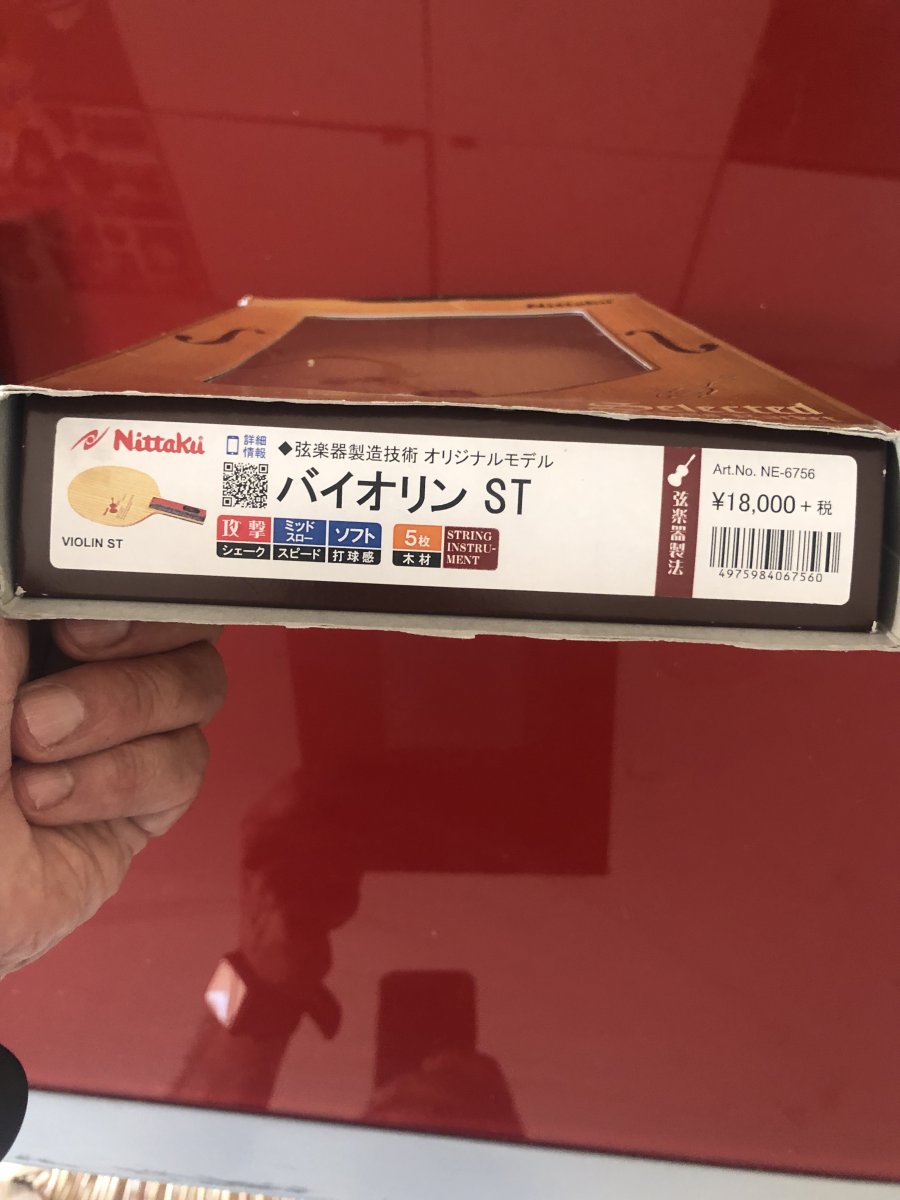 Nittaku
Selected
Nittaku
詳細
情報
◆弦楽器製造技術 オリジナルモデル
バイオリン ST
VIOLIN ST
攻撃
シェーク
ミッド
スロー
スピード
ソフト
打球感
5枚
木材
STRING
INSTRU-
MENT
弦楽器製法
Art.No. NE-6756
¥18,000+税
4975984067560